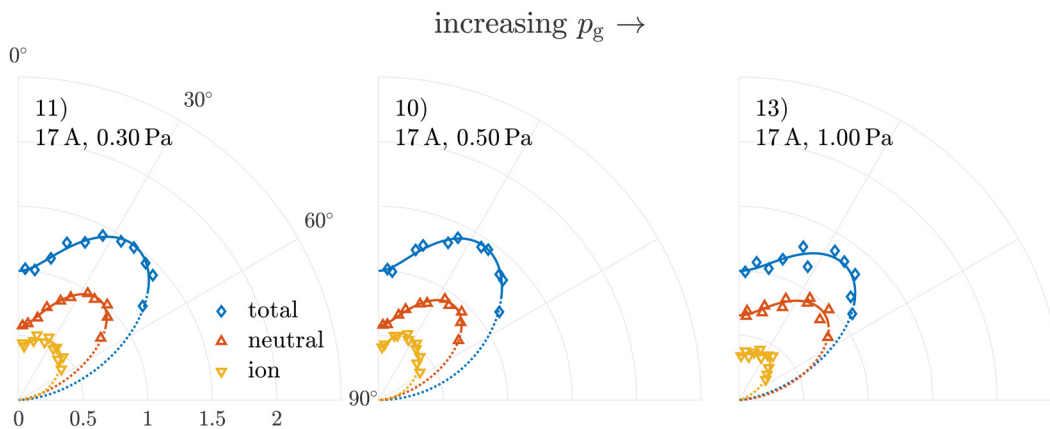 increasing p_g →
0°
30°
60°
90°
11)
17 A, 0.30 Pa
10)
17 A, 0.50 Pa
13)
17 A, 1.00 Pa
total
neutral
ion
0 0.5 1 1.5 2